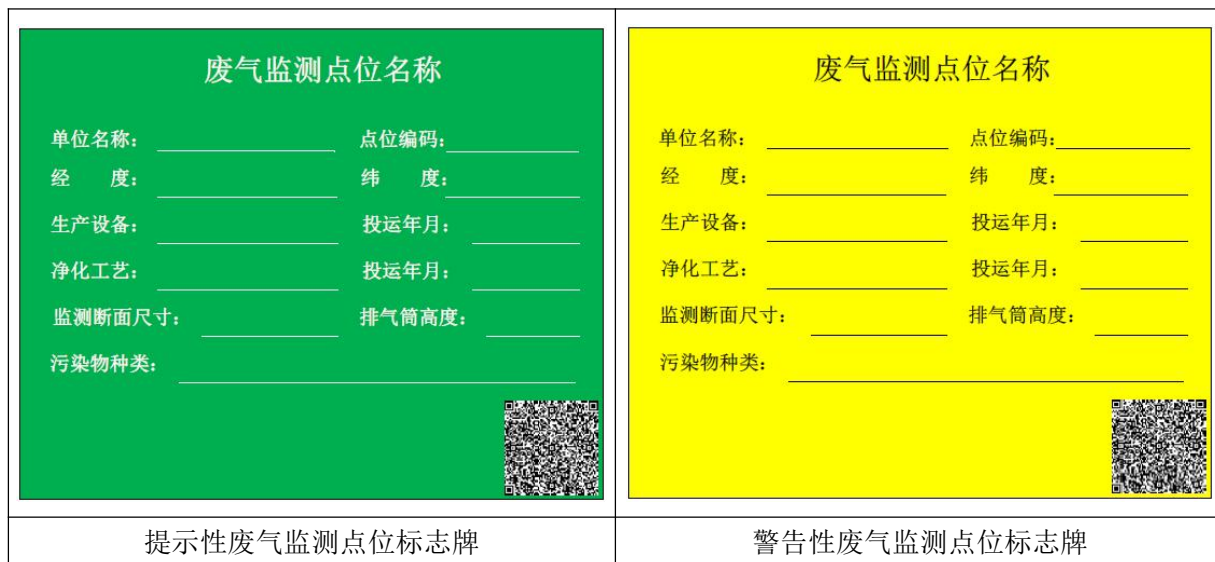 废气监测点位名称
单位名称： 点位编码：
经 度： 纬 度：
生产设备： 投运年月：
净化工艺： 投运年月：
监测断面尺寸： 排气筒高度：
污染物种类：
废气监测点位名称
单位名称： 点位编码：
经 度： 纬 度：
生产设备： 投运年月：
净化工艺： 投运年月：
监测断面尺寸： 排气筒高度：
污染物种类：
提示性废气监测点位标志牌
警告性废气监测点位标志牌